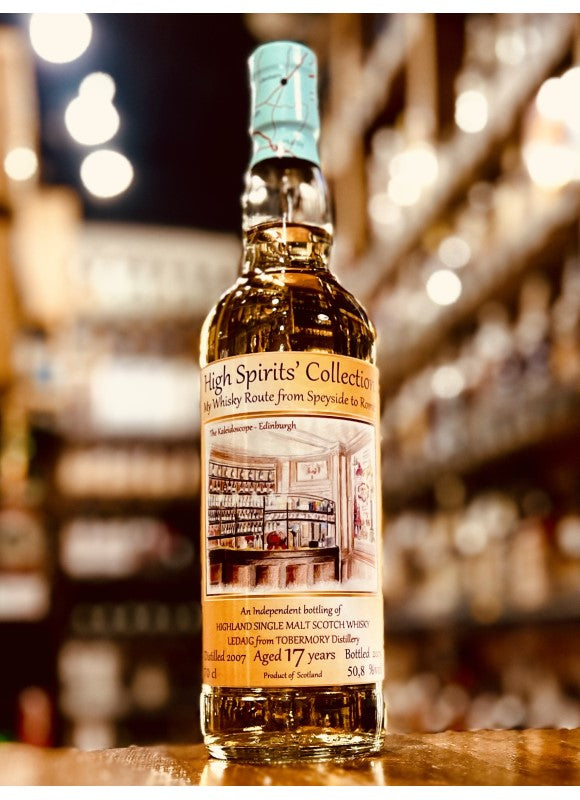 High Spirits' Collection
My Whisky Route from Speyside to Rome
The Kaleidoscope - Edinburgh
An Independent bottling of
HIGHLAND SINGLE MALT SCOTCH WHISKY
LEDAIG from TOBERMORY Distillery
Distilled 2007 Aged 17 years Bottled
Product of Scotland
cl 50,8 %